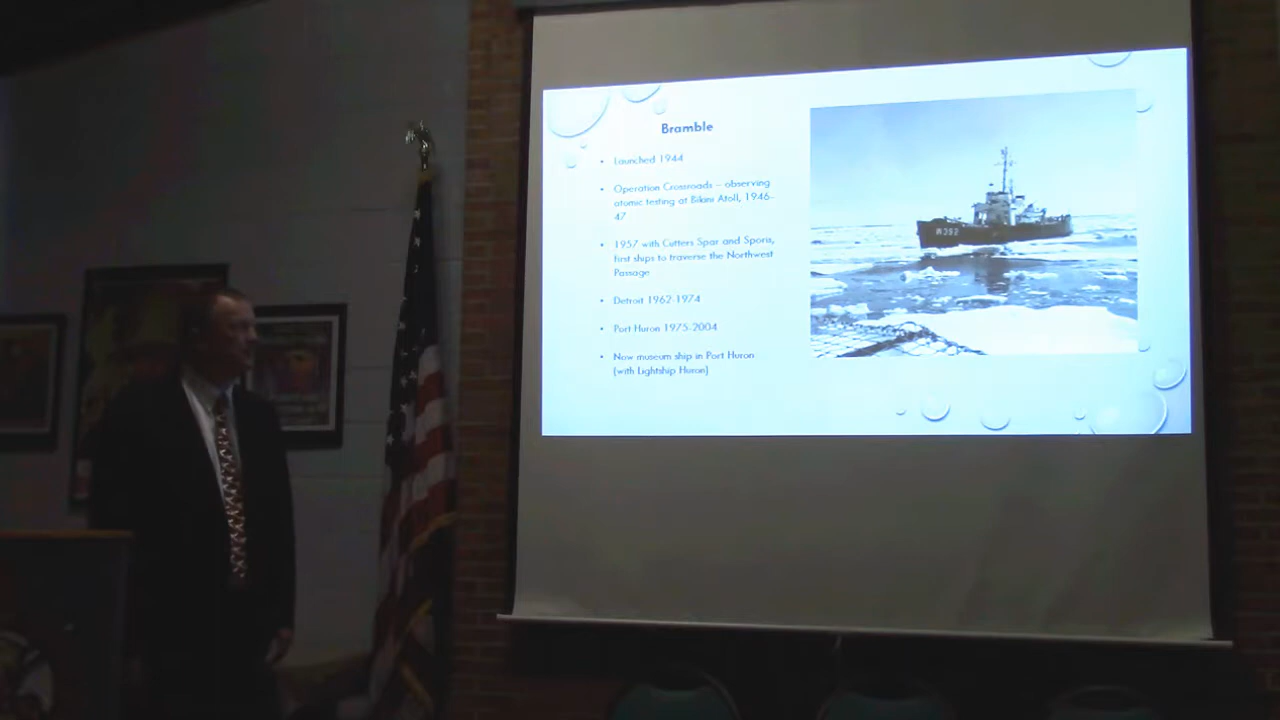 Bramble
• Launched 1944
• Operation Crossroads – observing
atomic testing at Bikini Atoll, 1946-
47
• 1957 with Cutters Spar and Sporis,
first ships to traverse the Northwest
Passage
• Detroit 1962-1974
• Port Huron 1975-2004
• Now museum ship in Port Huron
(with Lightship Huron)
W392